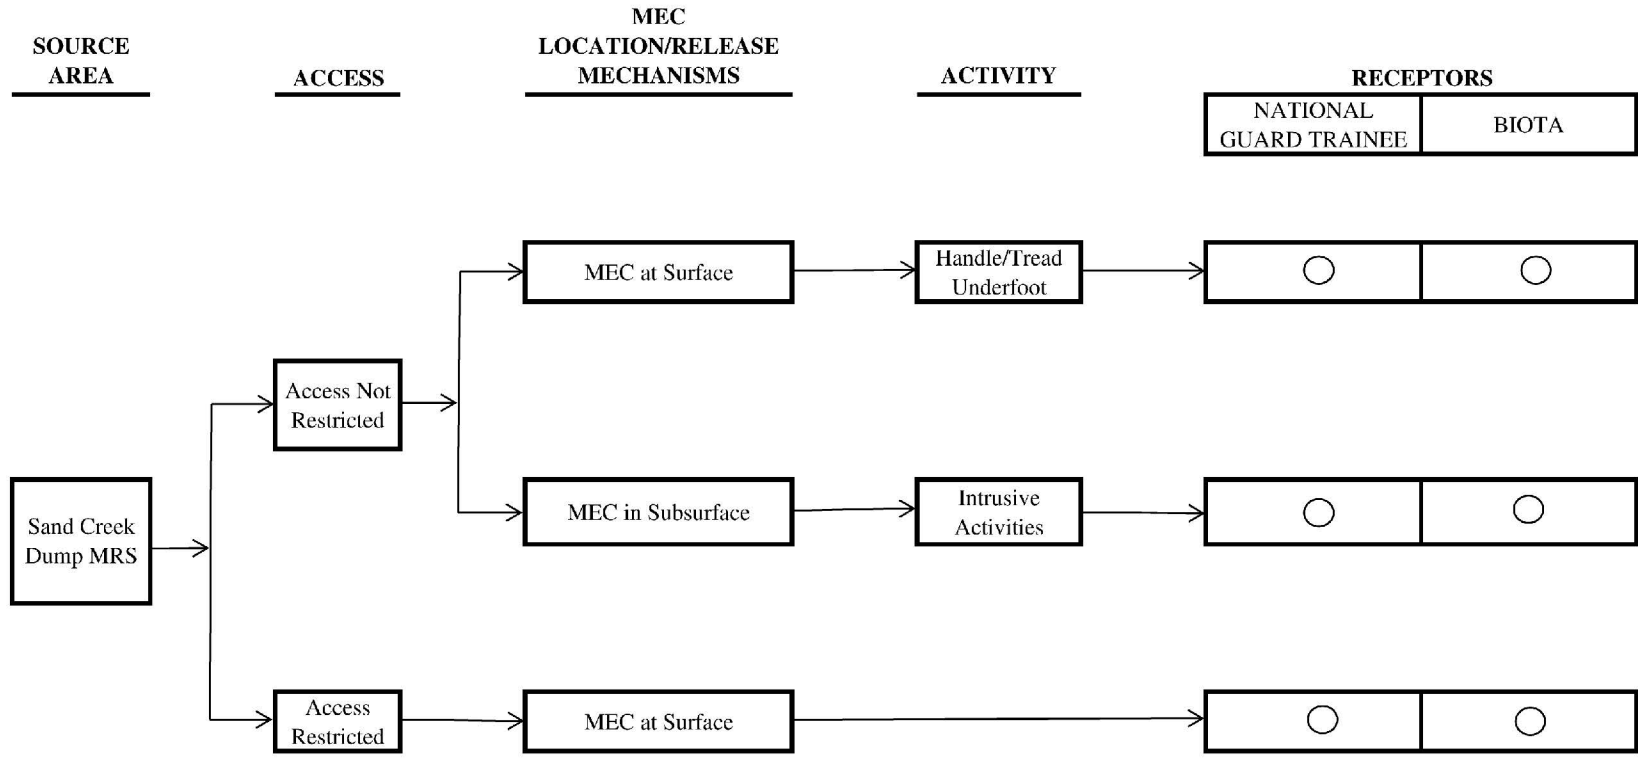 SOURCE
AREA
ACCESS
MEC
LOCATION/RELEASE
MECHANISMS
ACTIVITY
RECEPTORS
NATIONAL
GUARD TRAINEE
BIOTA
MEC at Surface
Handle/Tread
Underfoot
Access Not
Restricted
MEC in Subsurface
Intrusive
Activities
Sand Creek
Dump MRS
Access
Restricted
MEC at Surface